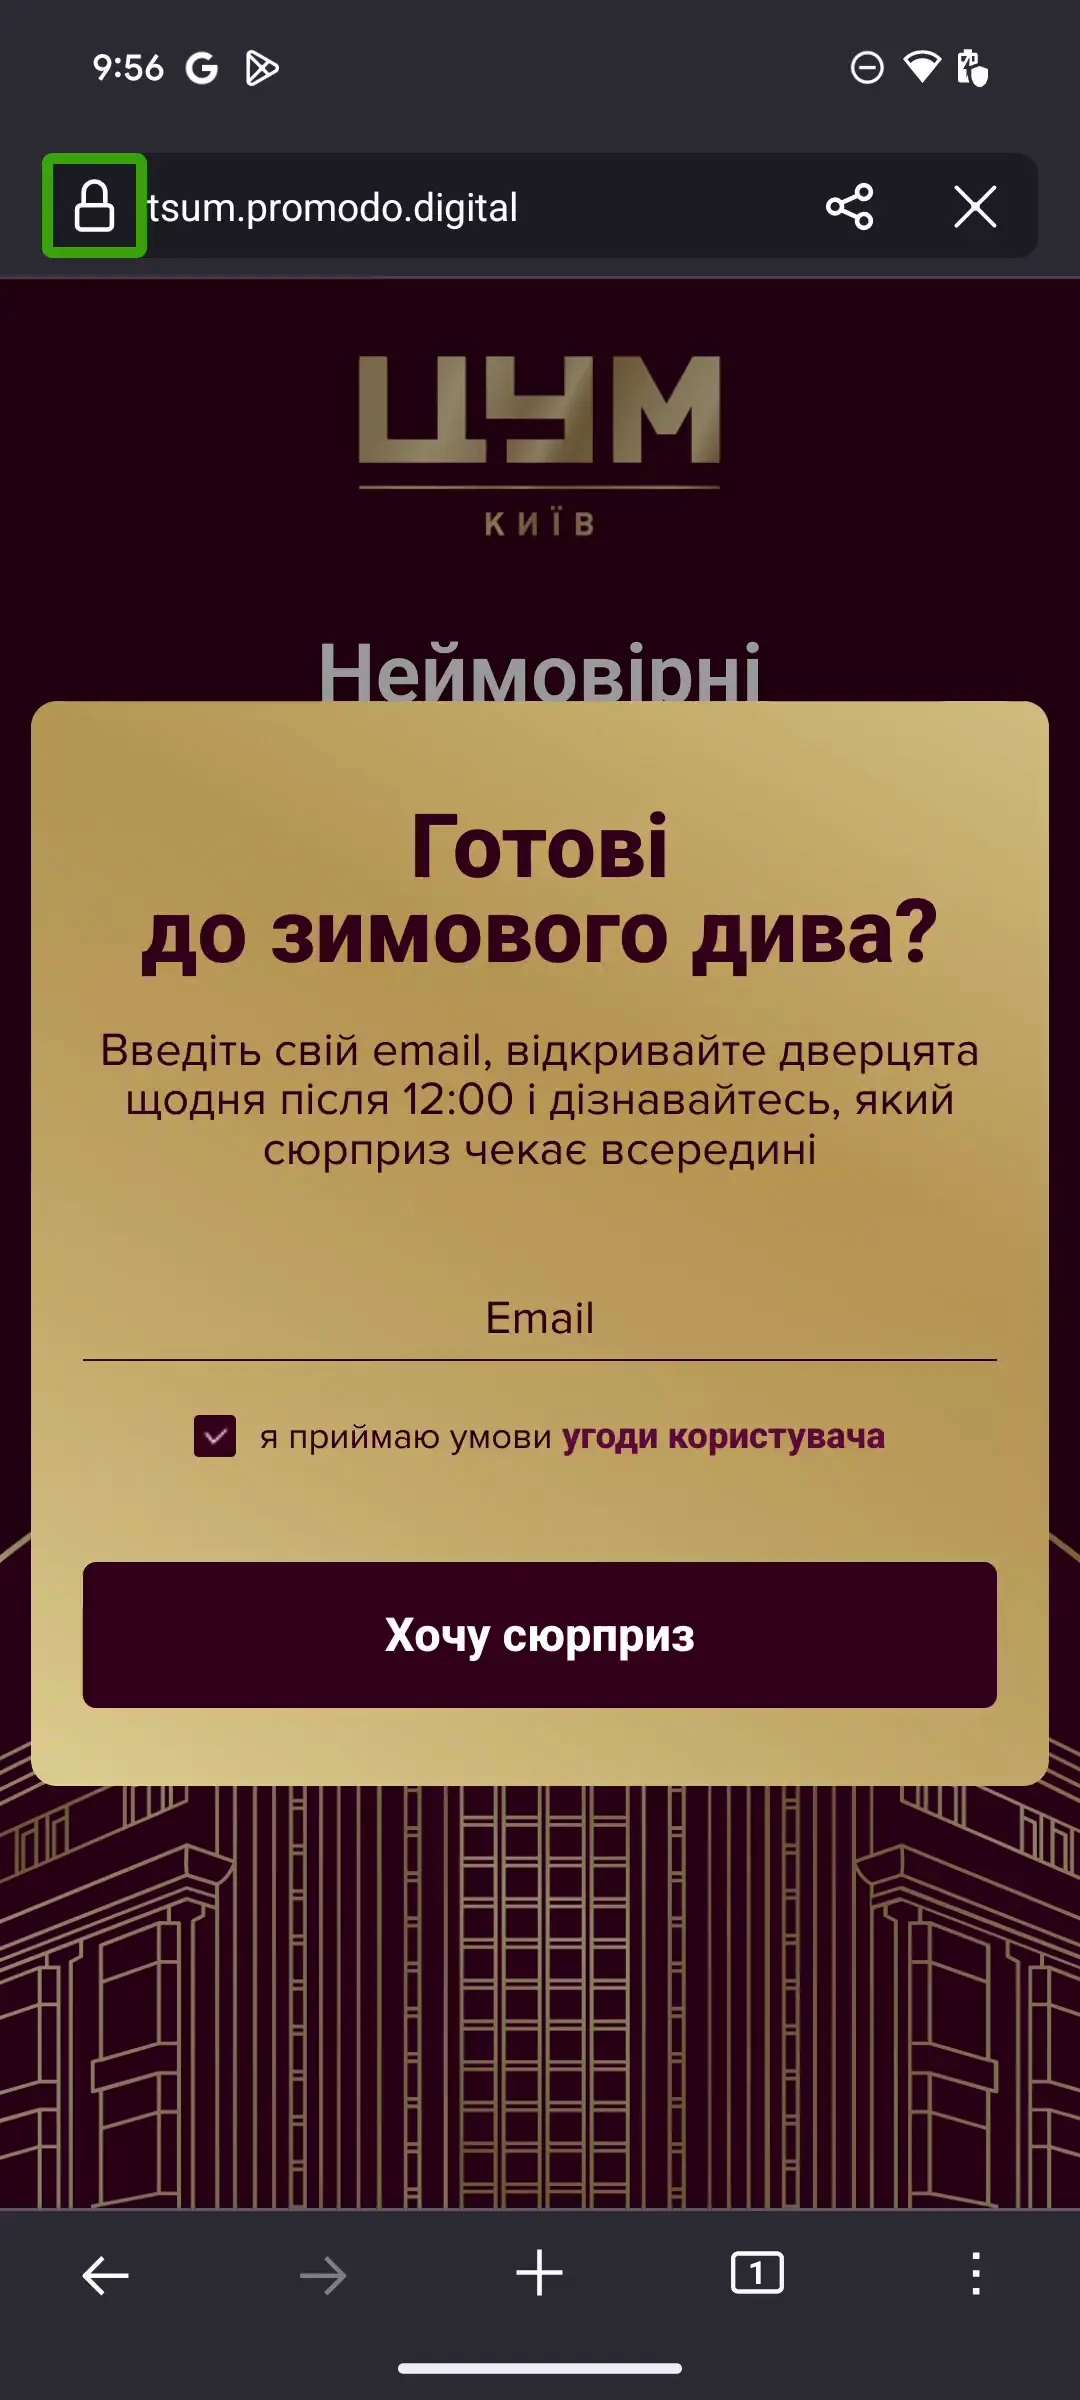 9:56
tsum.promodo.digital
ЦУМ
КИЇВ
Неймовірні
Готові
до зимового дива?
Введіть свій email, відкривайте дверцята
щодня після 12:00 і дізнавайтесь, який
сюрприз чекає всередині
Email
я приймаю умови угоди користувача
Хочу сюрприз
1